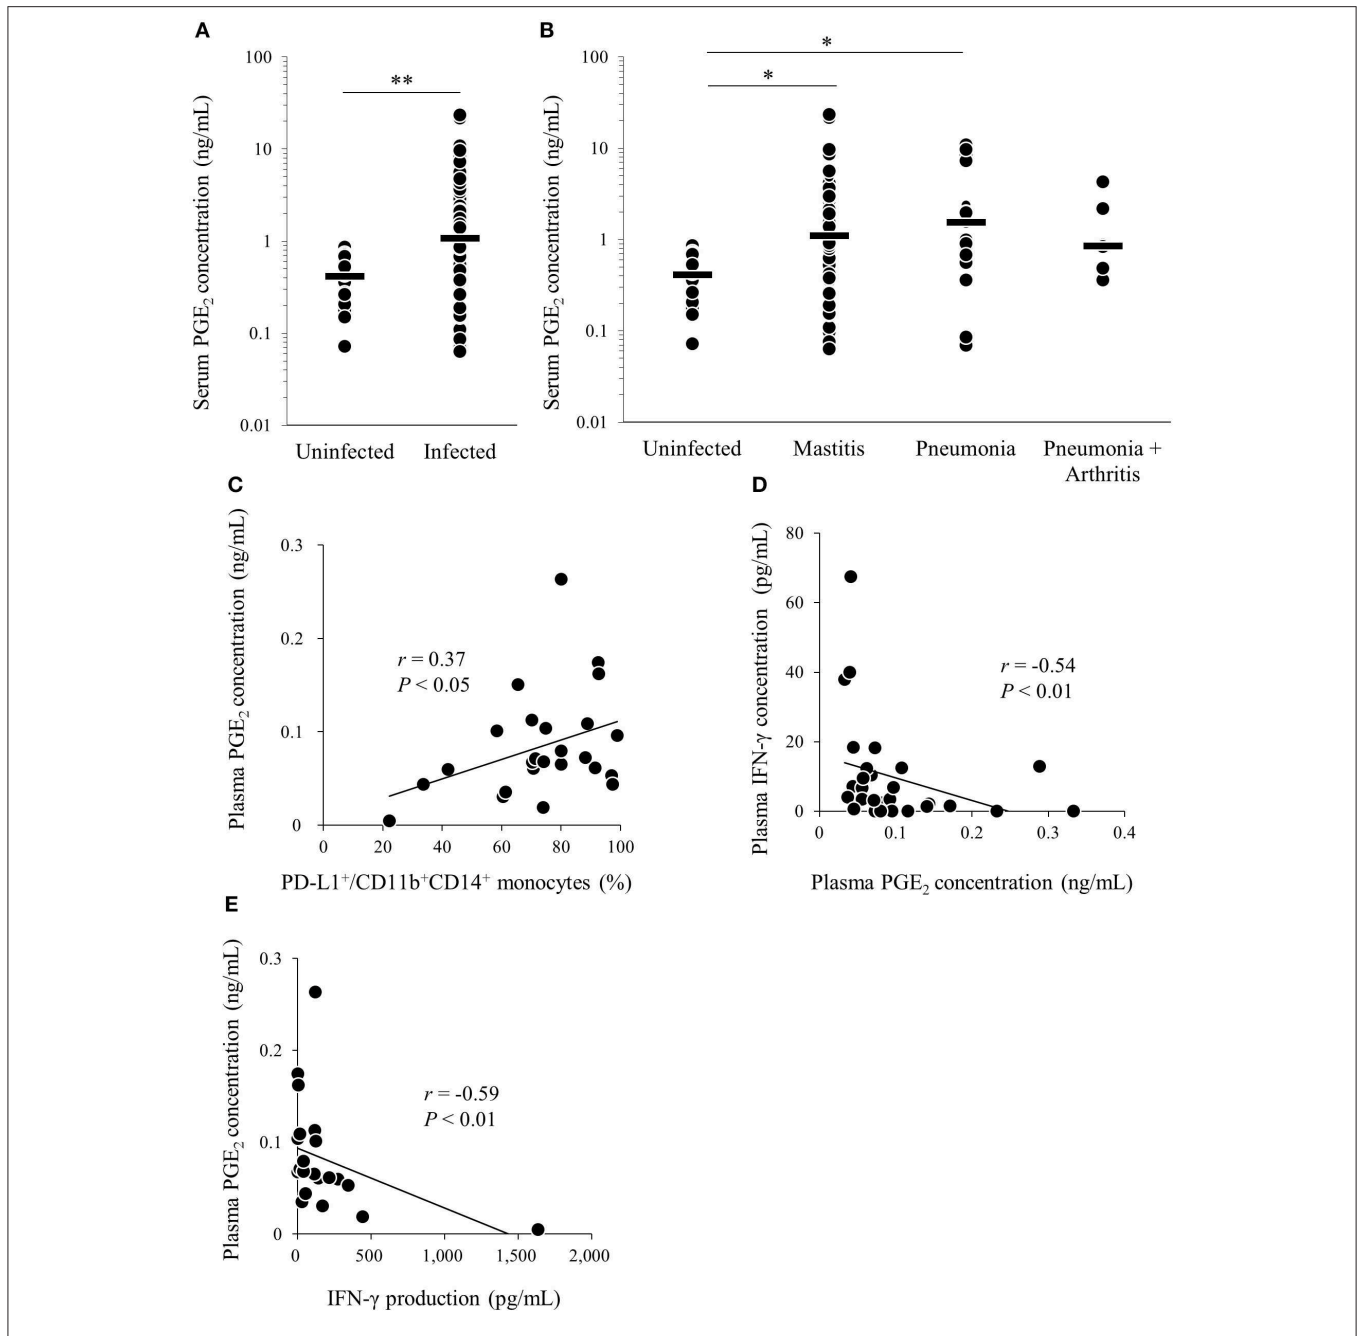 A
Serum PGE₂ concentration (ng/mL)
100
10
1
0.1
0.01
**
Uninfected Infected
B
Serum PGE₂ concentration (ng/mL)
100
10
1
0.1
0.01
*
*
Uninfected Mastitis Pneumonia Pneumonia +
Arthritis
C
Plasma PGE₂ concentration (ng/mL)
0.3
0.2
0.1
0
r = 0.37
P < 0.05
0 20 40 60 80 100
PD-L1⁺/CD11b⁺CD14⁺ monocytes (%)
D
Plasma IFN-γ concentration (pg/mL)
80
60
40
20
0
r = -0.54
P < 0.01
0 0.1 0.2 0.3 0.4
Plasma PGE₂ concentration (ng/mL)
E
Plasma PGE₂ concentration (ng/mL)
0.3
0.2
0.1
0
r = -0.59
P < 0.01
0 500 1,000 1,500 2,000
IFN-γ production (pg/mL)